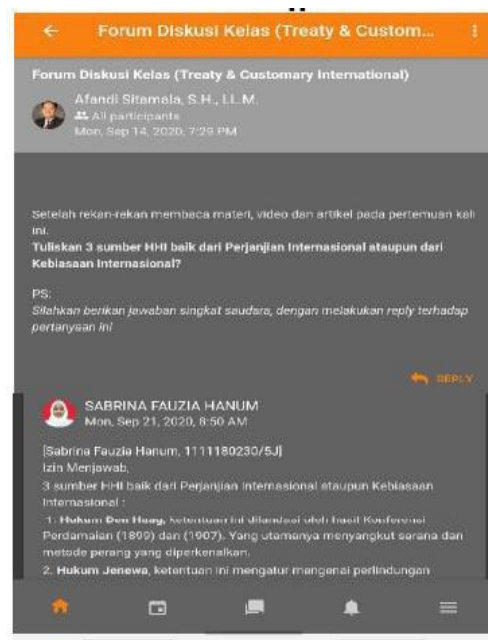 Forum Diskusi Kelas (Treaty & Custom...
Forum Diskusi Kelas (Treaty & Customary International)
Afandi Sitamala, S.H., LL.M.
All participants
Mon, Sep 14, 2020, 7:29 PM
Setelah rekan-rekan membaca materi, video dan artikel pada pertemuan kali
ini.
Tuliskan 3 sumber HHI baik dari Perjanjian Internasional ataupun dari
Kebiasaan Internasional?
PS:
Silahkan berikan jawaban singkat saudara, dengan melakukan reply terhadap
pertanyaan ini
REPLY
SABRINA FAUZIA HANUM
Mon, Sep 21, 2020, 8:50 AM
[Sabrina Fauzia Hanum, 1111180230/5J]
Izin Menjawab,
3 sumber HHI baik dari Perjanjian Internasional ataupun Kebiasaan
Internasional :
1. Hukum Den Haag, ketentuan ini dilandasi oleh hasil Konferensi
Perdamaian (1899) dan (1907). Yang utamanya menyangkut sarana dan
metode perang yang diperkenalkan.
2. Hukum Jenewa, ketentuan ini mengatur mengenai perlindungan